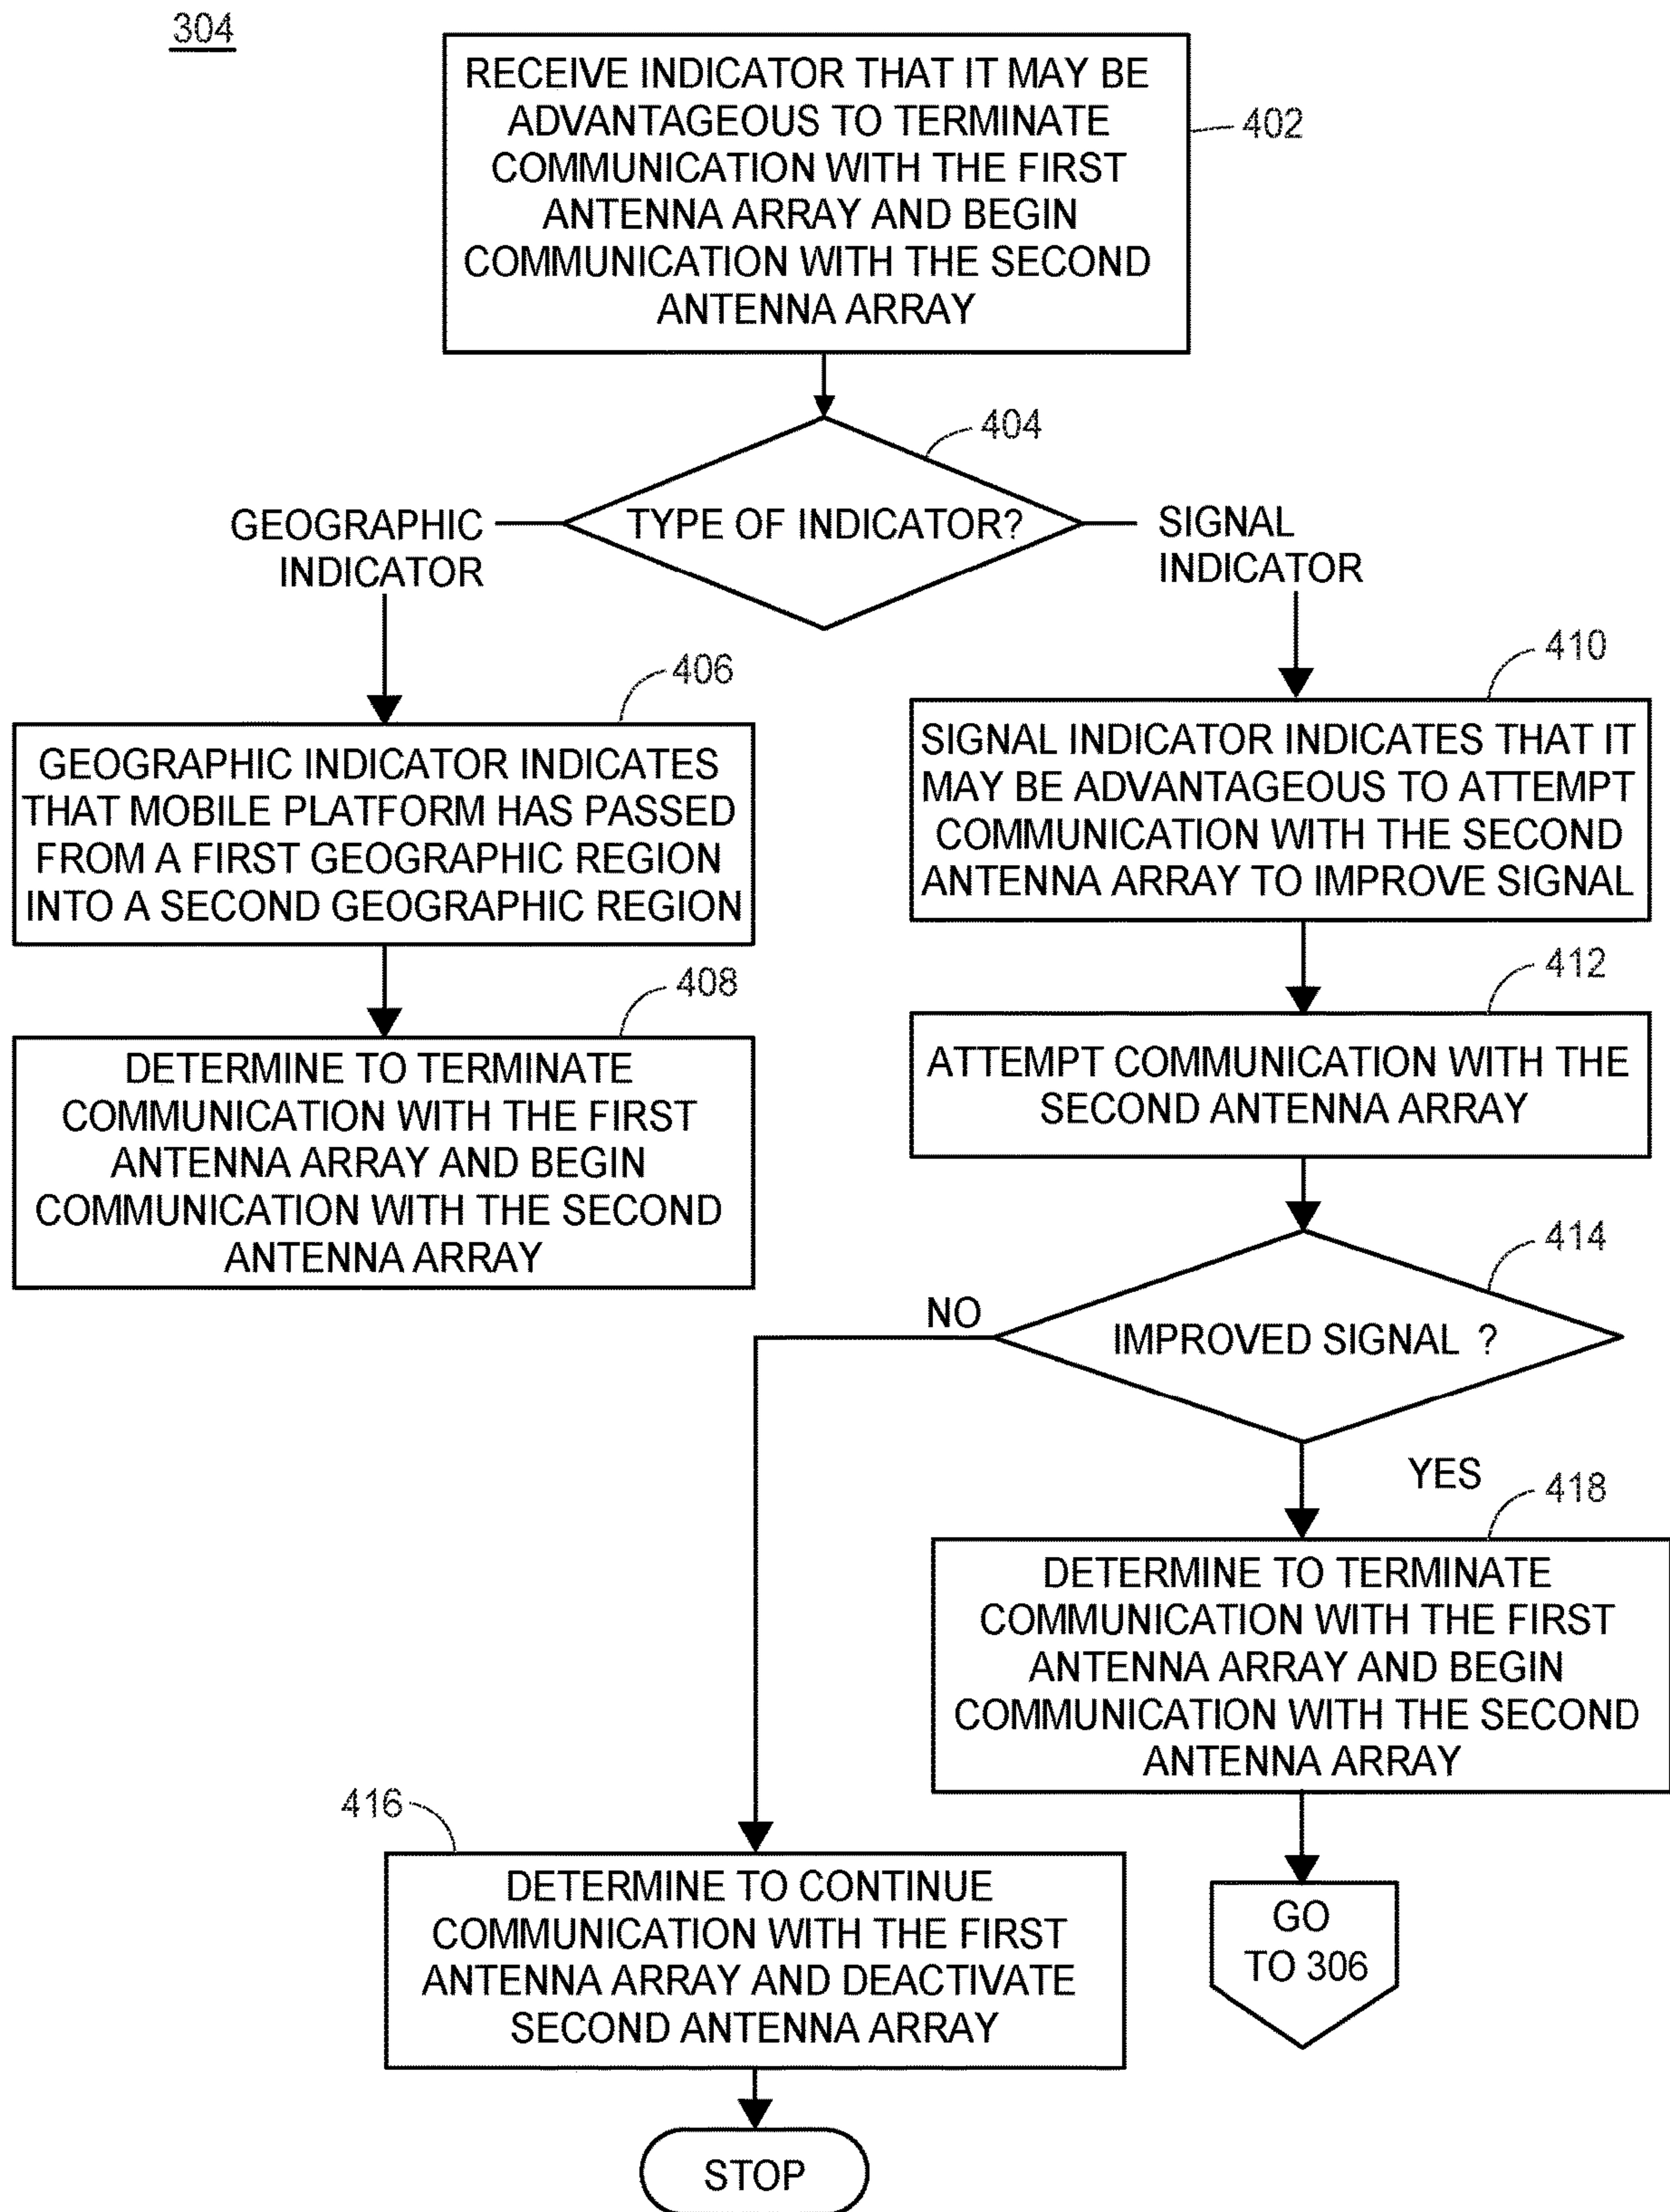 304
RECEIVE INDICATOR THAT IT MAY BE
ADVANTAGEOUS TO TERMINATE
COMMUNICATION WITH THE FIRST
ANTENNA ARRAY AND BEGIN
COMMUNICATION WITH THE SECOND
ANTENNA ARRAY
402
404
TYPE OF INDICATOR?
GEOGRAPHIC
INDICATOR
SIGNAL
INDICATOR
406
GEOGRAPHIC INDICATOR INDICATES
THAT MOBILE PLATFORM HAS PASSED
FROM A FIRST GEOGRAPHIC REGION
INTO A SECOND GEOGRAPHIC REGION
408
DETERMINE TO TERMINATE
COMMUNICATION WITH THE FIRST
ANTENNA ARRAY AND BEGIN
COMMUNICATION WITH THE SECOND
ANTENNA ARRAY
410
SIGNAL INDICATOR INDICATES THAT IT
MAY BE ADVANTAGEOUS TO ATTEMPT
COMMUNICATION WITH THE SECOND
ANTENNA ARRAY TO IMPROVE SIGNAL
412
ATTEMPT COMMUNICATION WITH THE
SECOND ANTENNA ARRAY
414
IMPROVED SIGNAL ?
NO
YES
418
DETERMINE TO TERMINATE
COMMUNICATION WITH THE FIRST
ANTENNA ARRAY AND BEGIN
COMMUNICATION WITH THE SECOND
ANTENNA ARRAY
GO
TO 306
416
DETERMINE TO CONTINUE
COMMUNICATION WITH THE FIRST
ANTENNA ARRAY AND DEACTIVATE
SECOND ANTENNA ARRAY
STOP